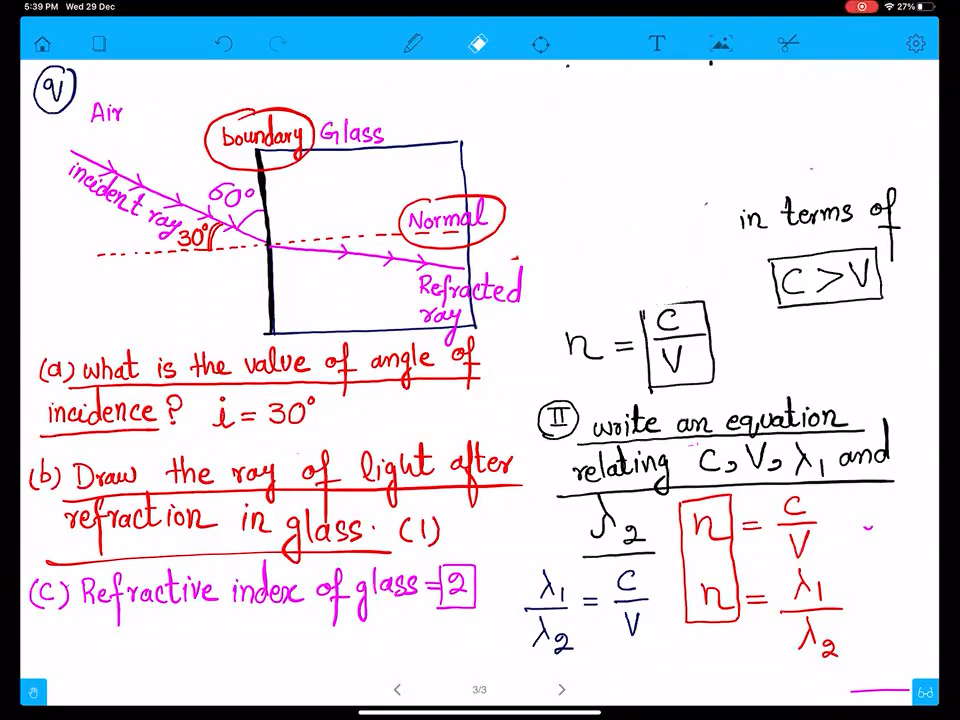 5:39 PM Wed 29 Dec
27%
T
q
Air
boundary
Glass
incident ray
60°
30°
Normal
Refracted
ray
(a) what is the value of angle of
incidence? i = 30°
(b) Draw the ray of light after
refraction in glass. (1)
(c) Refractive index of glass = 2
in terms of
C > V
n = C/V
II write an equation
relating C, V, λ1 and
λ2
n = C/V
λ1/λ2 = C/V
n = λ1/λ2
3/3